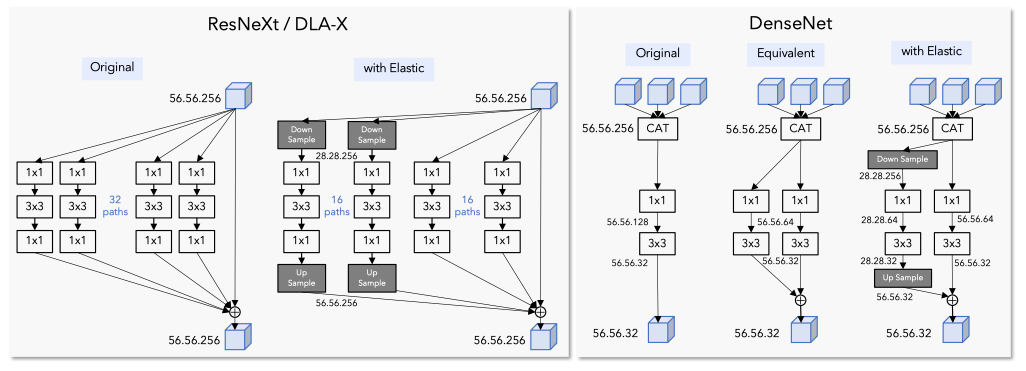 ResNeXt / DLA-X
Original
56.56.256
1x1 1x1 1x1 1x1
3x3 3x3 32 paths 3x3 3x3
1x1 1x1 1x1 1x1
56.56.256
with Elastic
56.56.256
Down Sample Down Sample
28.28.256
1x1 1x1 1x1 1x1
3x3 16 paths 3x3 3x3 16 paths 3x3
1x1 1x1 1x1 1x1
Up Sample Up Sample
56.56.256
56.56.256
DenseNet
Original
56.56.256 CAT
1x1
56.56.128
3x3
56.56.32
56.56.32
Equivalent
56.56.256 CAT
1x1 1x1
56.56.64
3x3 3x3
56.56.32
56.56.32
with Elastic
56.56.256 CAT
Down Sample
28.28.256
1x1 1x1
28.28.64 56.56.64
3x3 3x3
28.28.32 56.56.32
Up Sample
56.56.32
56.56.32